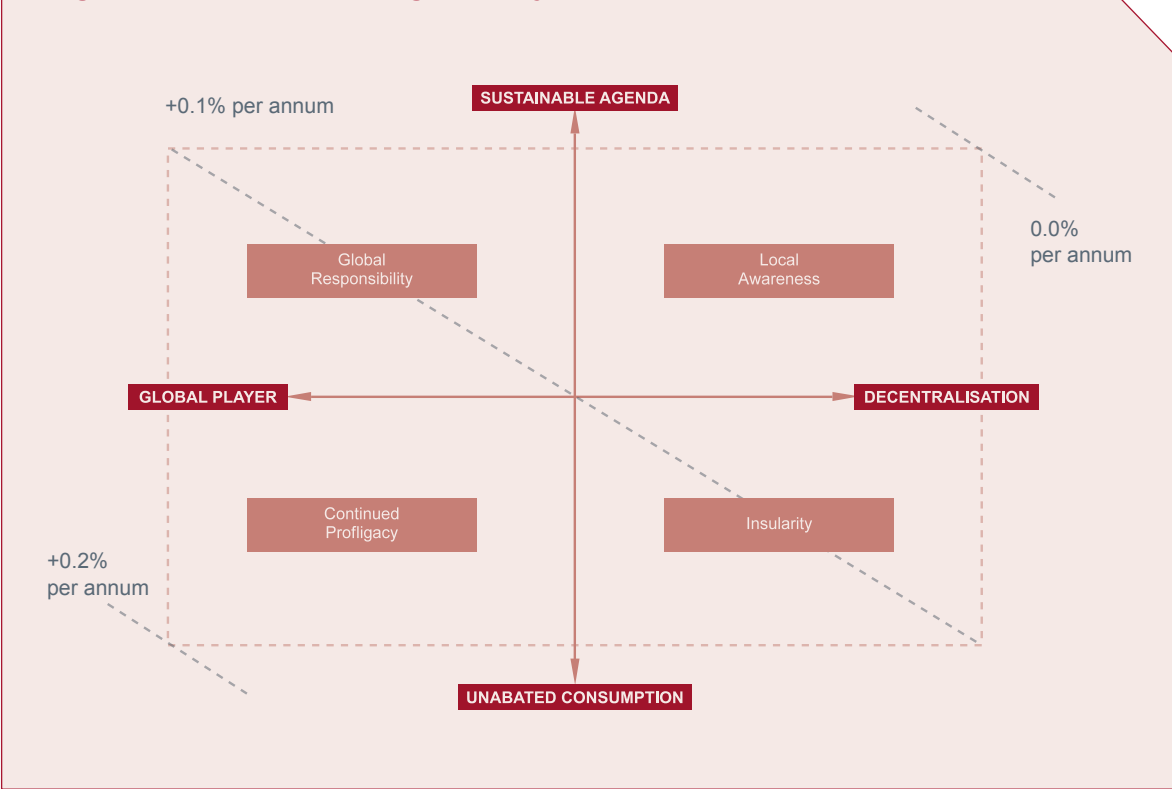 SUSTAINABLE AGENDA
+0.1% per annum
0.0%
per annum
Global
Responsibility
Local
Awareness
GLOBAL PLAYER
DECENTRALISATION
Continued
Profligacy
Insularity
+0.2%
per annum
UNABATED CONSUMPTION